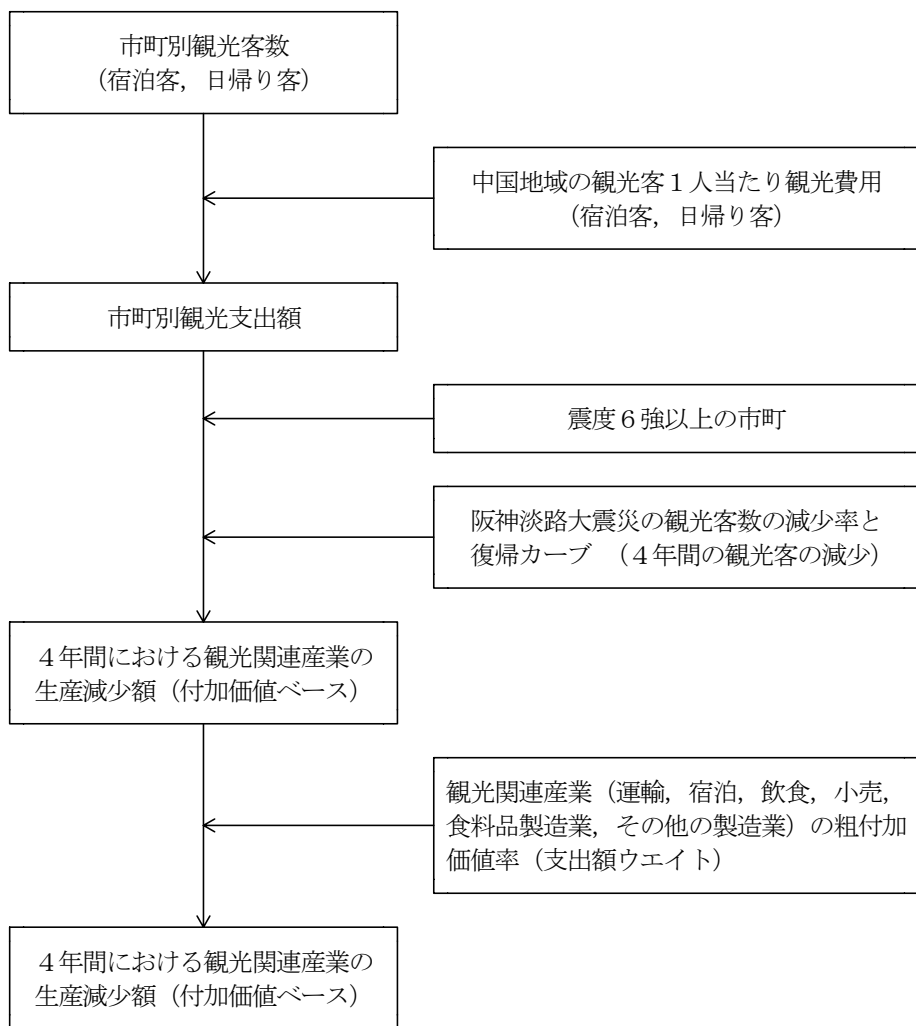 市町別観光客数
（宿泊客，日帰り客）
中国地域の観光客１人当たり観光費用
（宿泊客，日帰り客）
市町別観光支出額
震度６強以上の市町
阪神淡路大震災の観光客数の減少率と
復帰カーブ （４年間の観光客の減少）
４年間における観光関連産業の
生産減少額（付加価値ベース）
観光関連産業（運輸，宿泊，飲食，小売，
食料品製造業，その他の製造業）の粗付加
価値率（支出額ウエイト）
４年間における観光関連産業の
生産減少額（付加価値ベース）